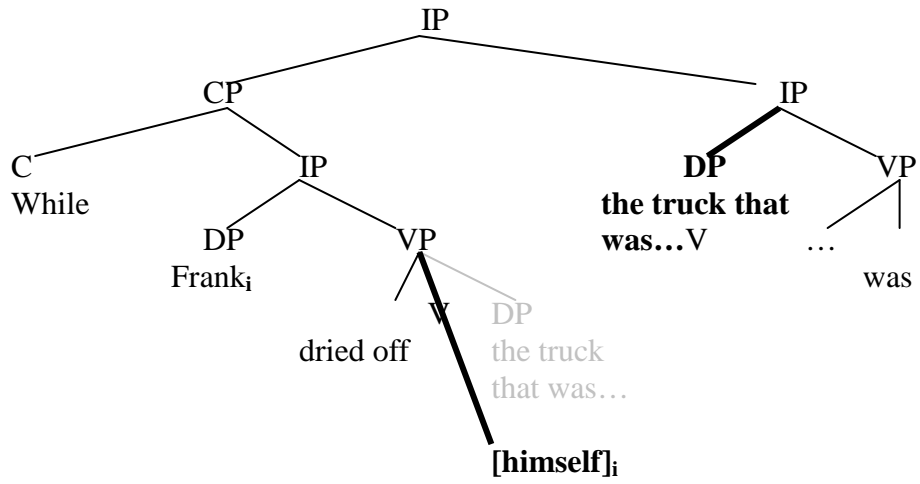 IP
CP IP
C IP DP VP
While the truck that
DP VP was…V … 
Frankᵢ was
V DP
dried off the truck
that was…
[himself]ᵢ